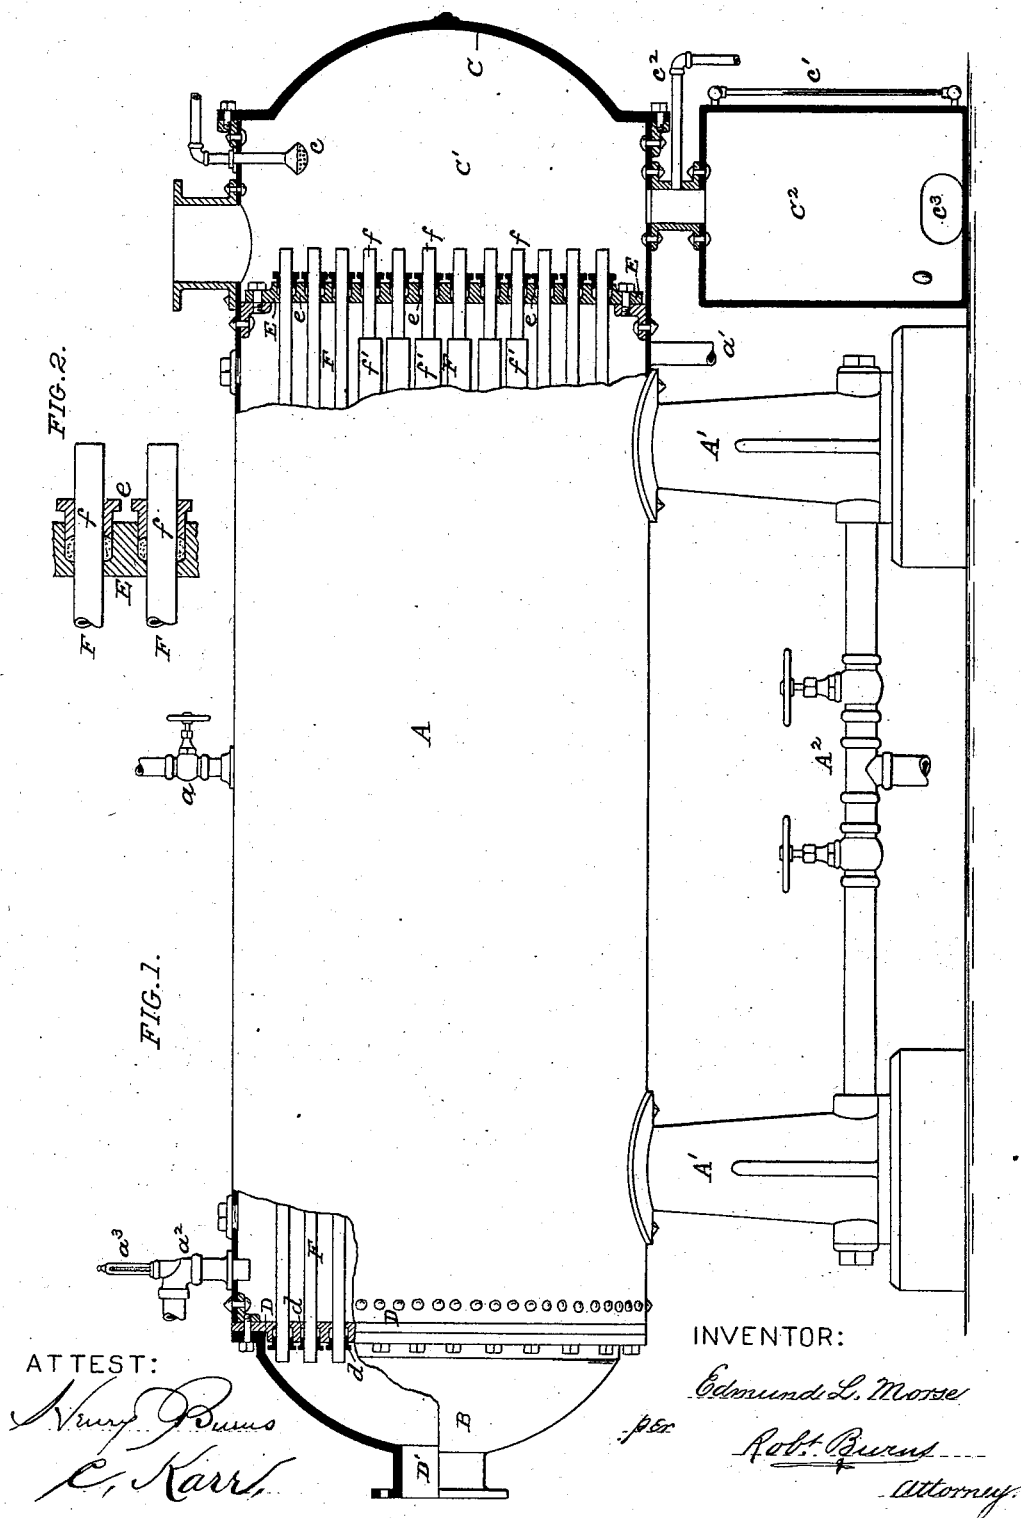 FIG. 1.
FIG. 2.
C
c
c²
c'
C'
C²
c³
f
f
f
E
E
e
e
e
F
F
f'
f'
f'
a'
A'
A
A²
A'
a
a³
a²
F
D
d
D
d
B
D'
e
f
f
E
F
F
ATTEST:
Henry Burns
C. Karr,
INVENTOR:
Edmund L. Morse
per
Robt. Burns
Attorney.